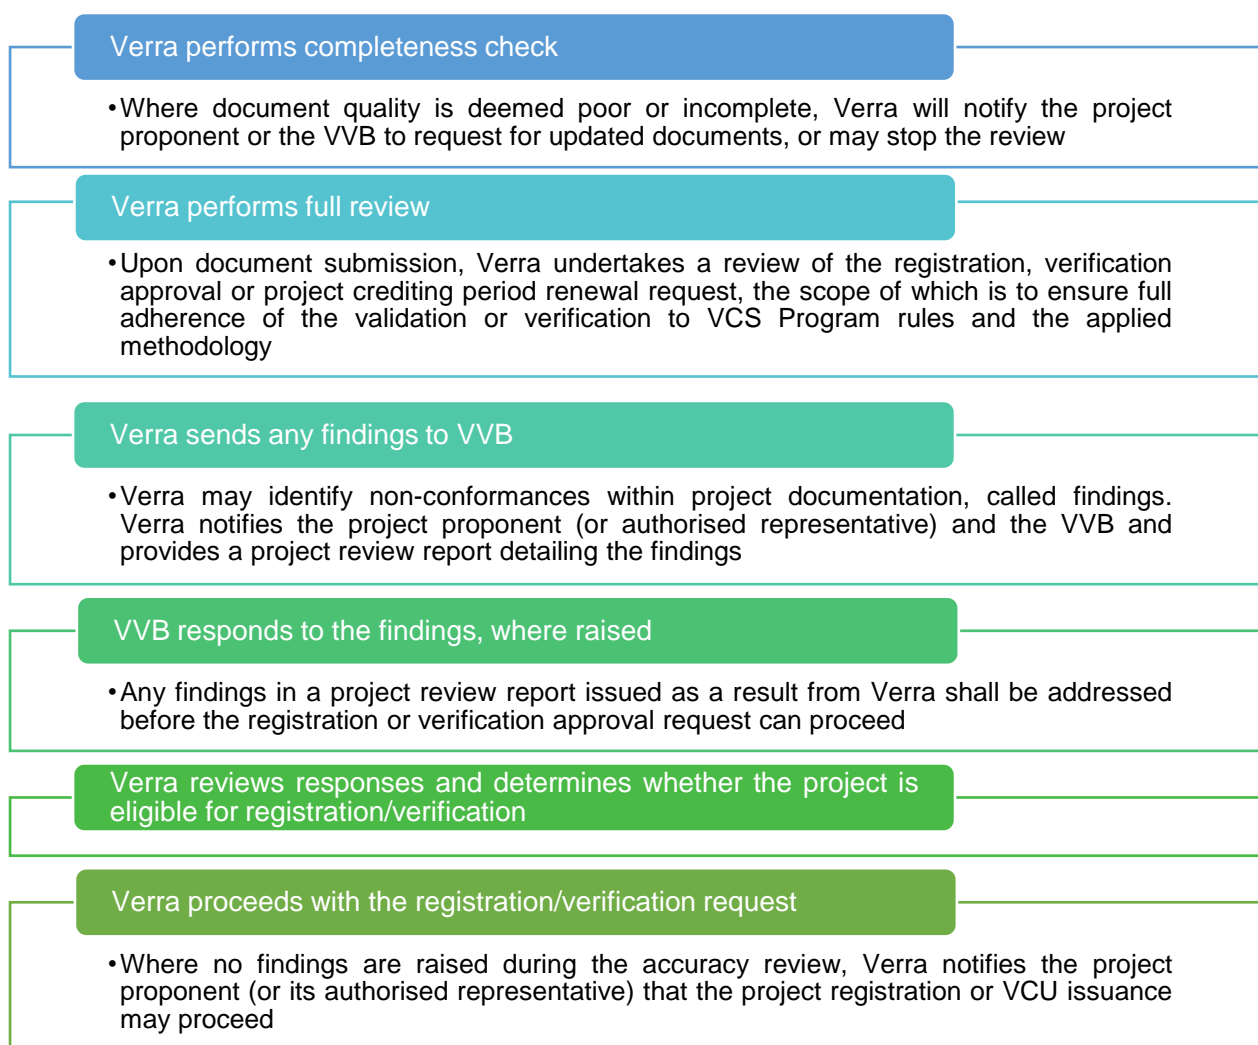 Verra performs completeness check
•Where document quality is deemed poor or incomplete, Verra will notify the project
proponent or the VVB to request for updated documents, or may stop the review
Verra performs full review
•Upon document submission, Verra undertakes a review of the registration, verification
approval or project crediting period renewal request, the scope of which is to ensure full
adherence of the validation or verification to VCS Program rules and the applied
methodology
Verra sends any findings to VVB
•Verra may identify non-conformances within project documentation, called findings.
Verra notifies the project proponent (or authorised representative) and the VVB and
provides a project review report detailing the findings
VVB responds to the findings, where raised
•Any findings in a project review report issued as a result from Verra shall be addressed
before the registration or verification approval request can proceed
Verra reviews responses and determines whether the project is
eligible for registration/verification
Verra proceeds with the registration/verification request
•Where no findings are raised during the accuracy review, Verra notifies the project
proponent (or its authorised representative) that the project registration or VCU issuance
may proceed